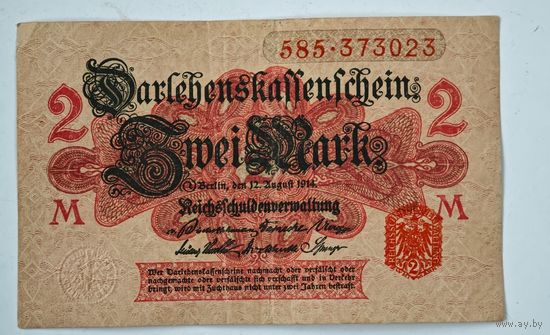 585·373023
Darlehenskassenschein
2 Zwei Mark. 2
Berlin, den 12. August 1914.
M Reichsschuldenverwaltung M
2
Wer Darlehenskassenscheine nachmacht oder verfälscht oder
nachgemachte oder verfälschte sich verschafft und in Verkehr
bringt, wird mit Zuchthaus nicht unter zwei Jahren bestraft.
www.ay.by